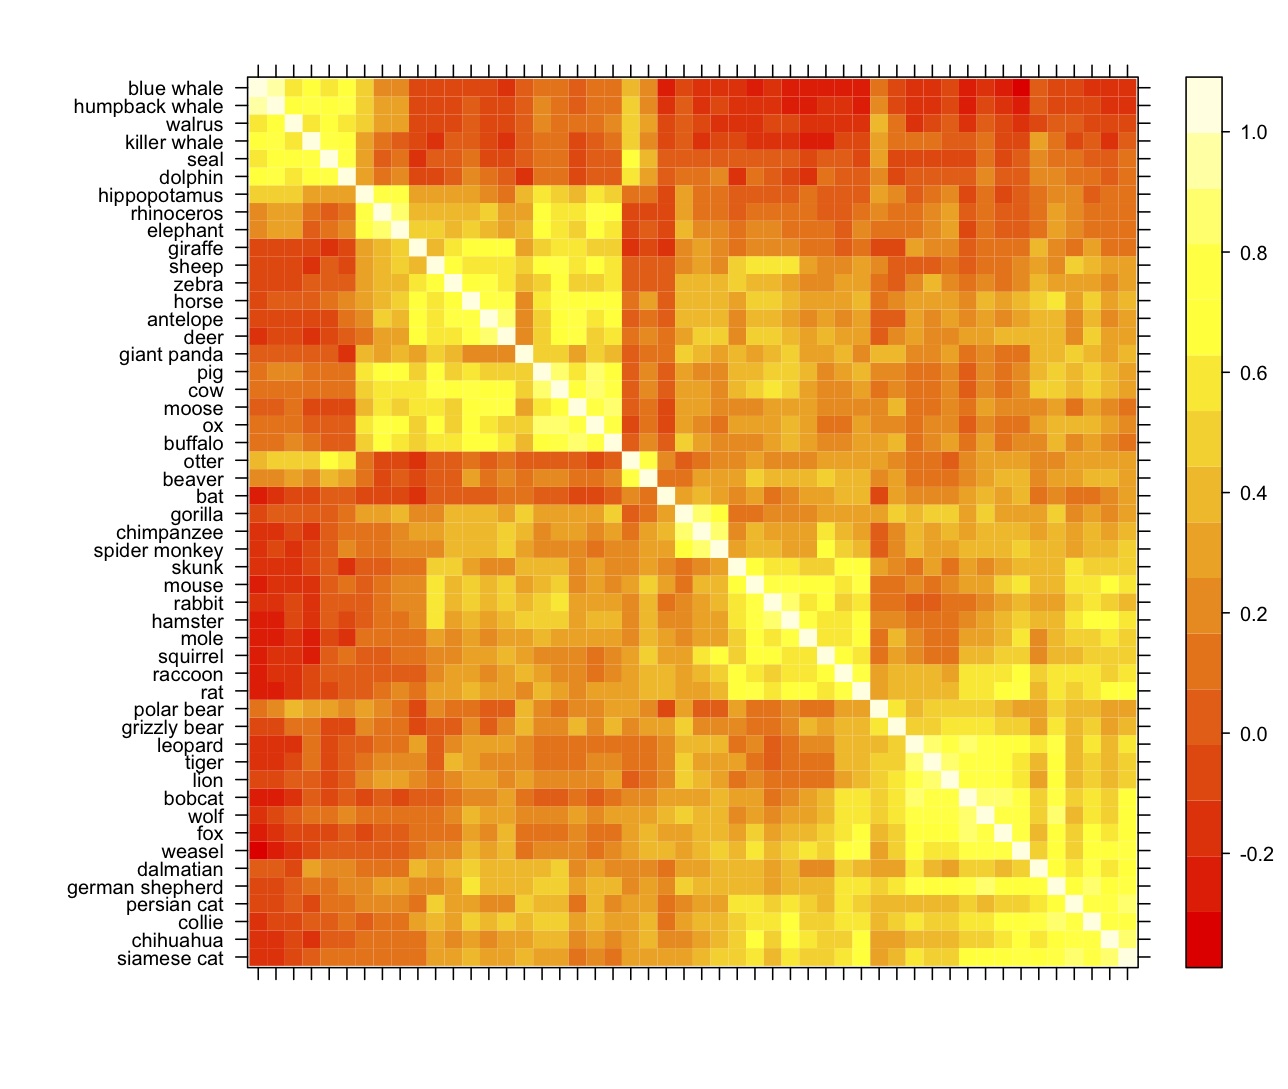 blue whale
humpback whale
walrus
killer whale
seal
dolphin
hippopotamus
rhinoceros
elephant
giraffe
sheep
zebra
horse
antelope
deer
giant panda
pig
cow
moose
ox
buffalo
otter
beaver
bat
gorilla
chimpanzee
spider monkey
skunk
mouse
rabbit
hamster
mole
squirrel
raccoon
rat
polar bear
grizzly bear
leopard
tiger
lion
bobcat
wolf
fox
weasel
dalmatian
german shepherd
persian cat
collie
chihuahua
siamese cat
1.0
0.8
0.6
0.4
0.2
0.0
-0.2